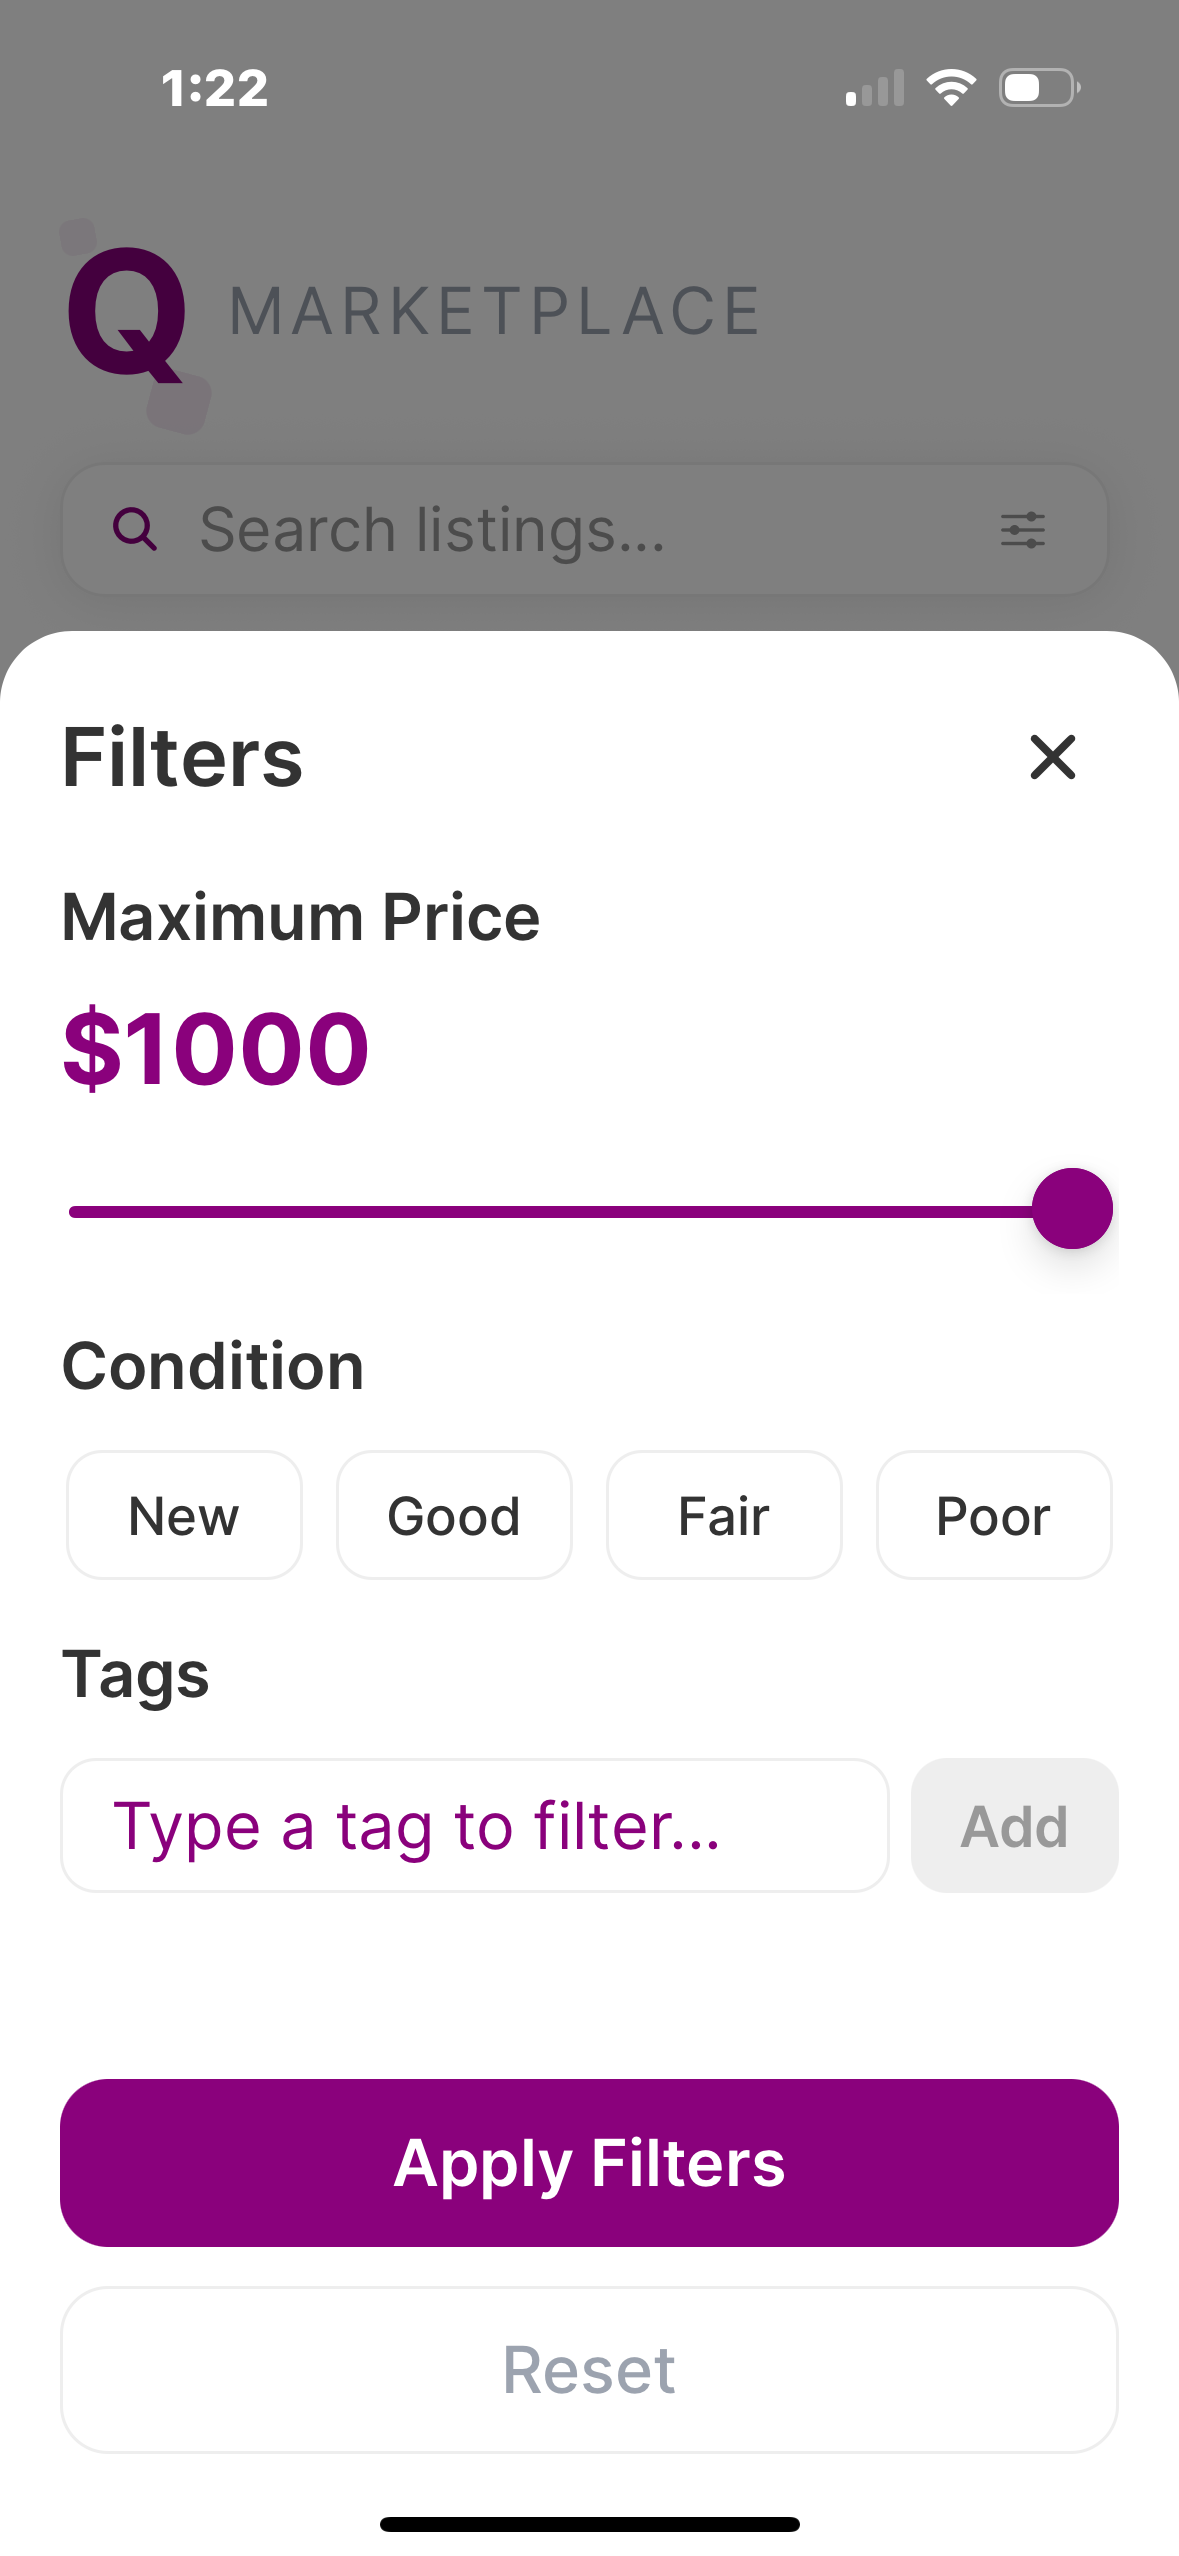 1:22
Q MARKETPLACE
Search listings...
Filters
Maximum Price
$1000
Condition
New Good Fair Poor
Tags
Type a tag to filter... Add
Apply Filters
Reset